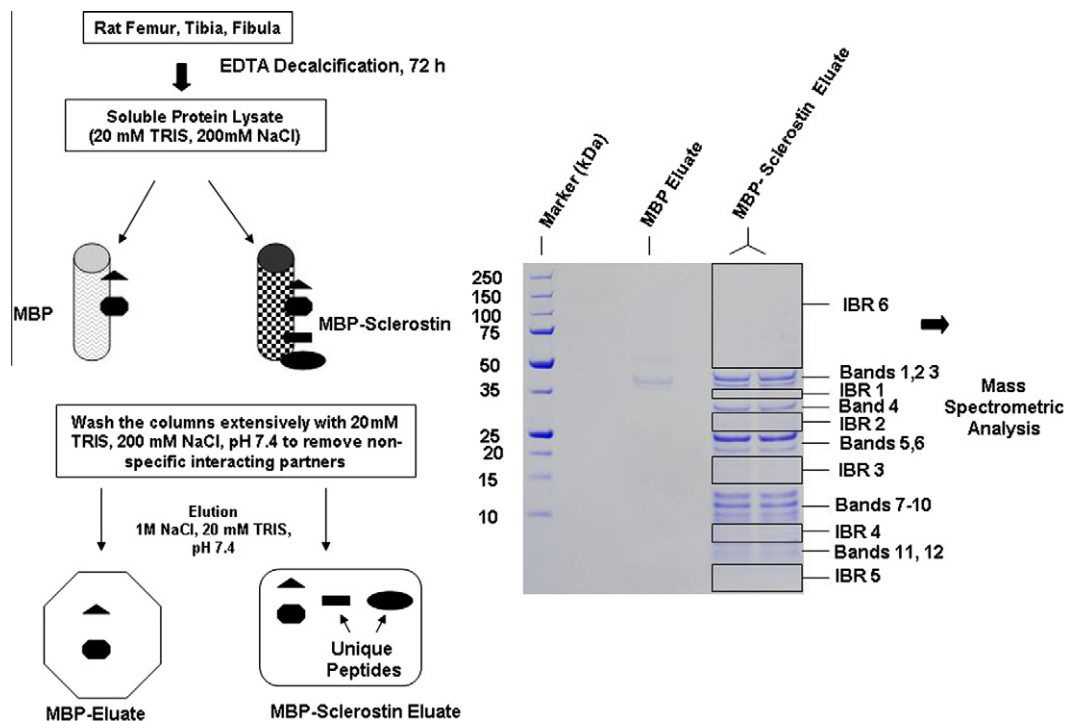 Rat Femur, Tibia, Fibula
EDTA Decalcification, 72 h
Soluble Protein Lysate
(20 mM TRIS, 200mM NaCl)
MBP
MBP-Sclerostin
Wash the columns extensively with 20mM
TRIS, 200 mM NaCl, pH 7.4 to remove non-
specific interacting partners
Elution
1M NaCl, 20 mM TRIS,
pH 7.4
Unique
Peptides
MBP-Eluate
MBP-Sclerostin Eluate
Marker (kDa)
MBP Eluate
MBP- Sclerostin Eluate
250
150
100
75
50
35
25
20
15
10
IBR 6
Bands 1,2 3
IBR 1
Band 4
IBR 2
Bands 5,6
IBR 3
Bands 7-10
IBR 4
Bands 11, 12
IBR 5
Mass
Spectrometric
Analysis